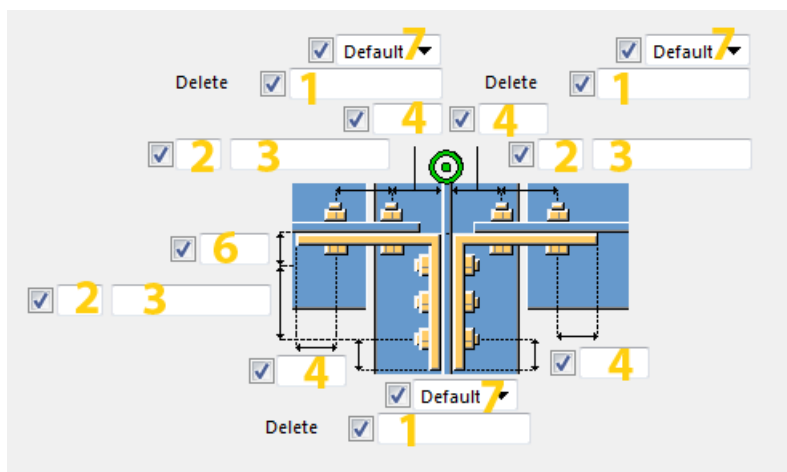 Default 7 Default 7
Delete 1 Delete 1
4 4
2 3 2 3
6
2 3
4 4
Default 7
Delete 1